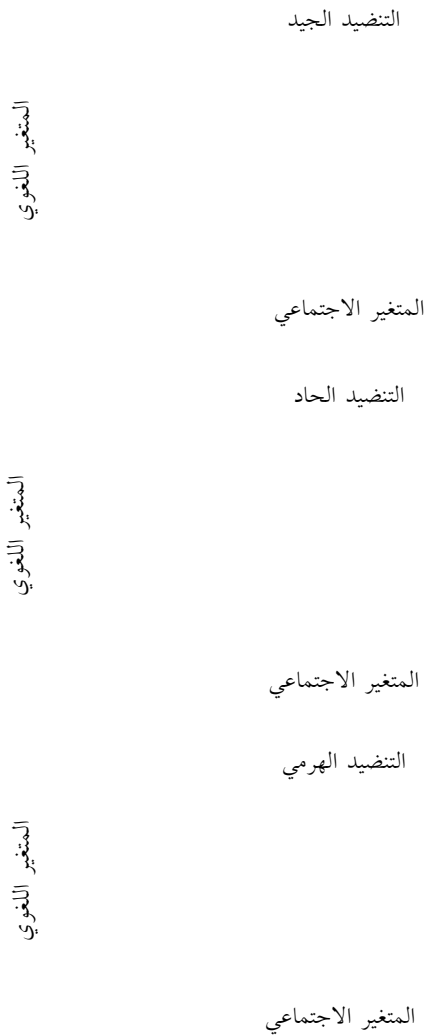 التنضيد الجيد
المتغير اللغوي
المتغير الاجتماعي
التنضيد الحاد
المتغير اللغوي
المتغير الاجتماعي
التنضيد الهرمي
المتغير اللغوي
المتغير الاجتماعي